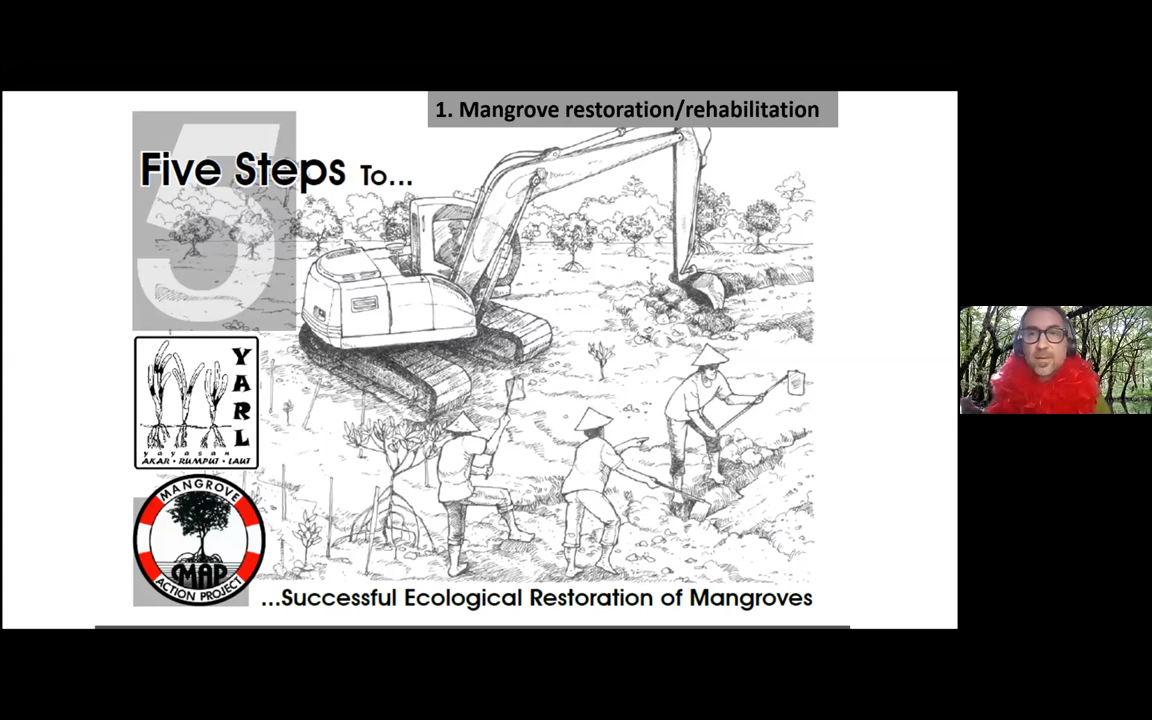 1. Mangrove restoration/rehabilitation
5
Five Steps To...
YARL
yayasan
AKAR • RUMPUT • LAUT
MANGROVE
MAP
ACTION PROJECT
...Successful Ecological Restoration of Mangroves